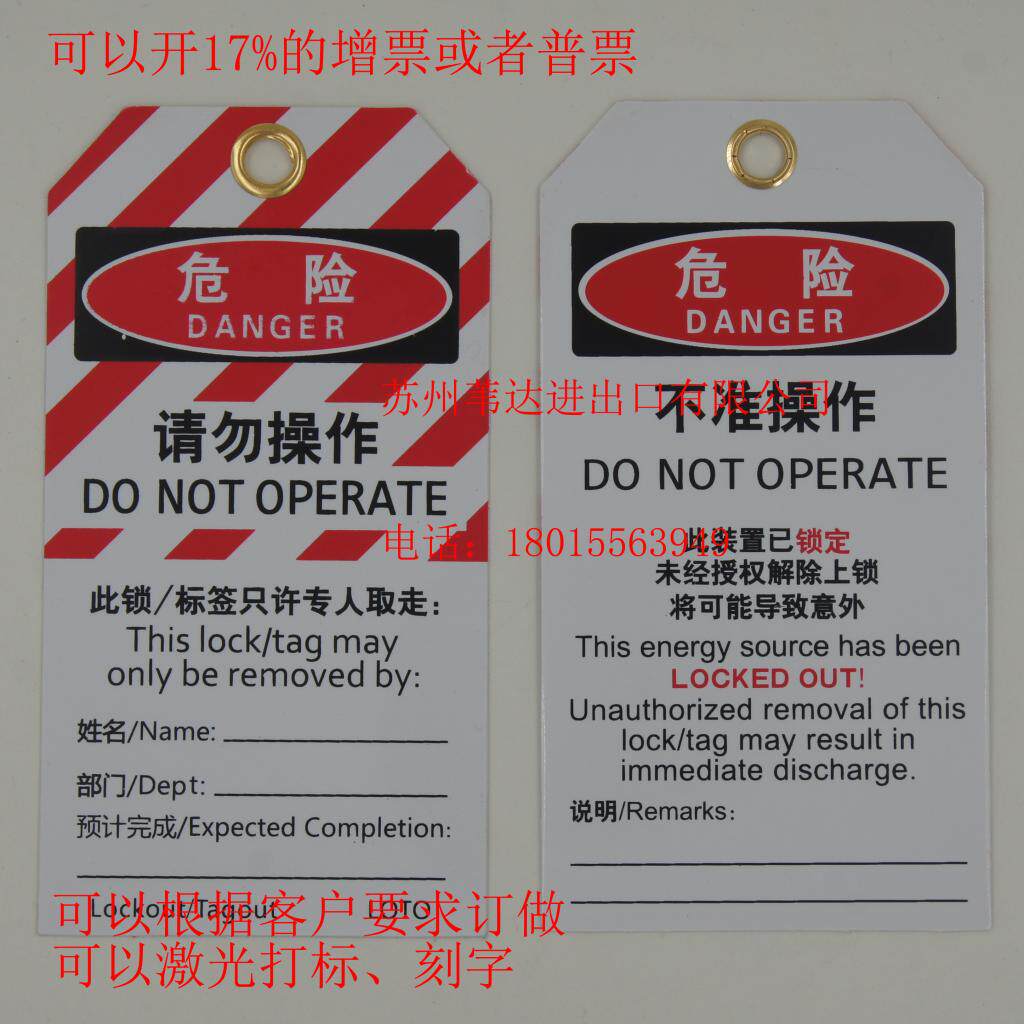 可以开17%的增票或者普票
危 险
DANGER
请勿操作
DO NOT OPERATE
此锁/标签只许专人取走：
This lock/tag may
only be removed by:
姓名/Name:
部门/Dept:
预计完成/Expected Completion:
Lockout/Tagout LOTO
危 险
DANGER
苏州苇达进出口有限公司
不准操作
DO NOT OPERATE
电话：18015563949
此装置已锁定
未经授权解除上锁
将可能导致意外
This energy source has been
LOCKED OUT!
Unauthorized removal of this
lock/tag may result in
immediate discharge.
说明/Remarks:
可以根据客户要求订做
可以激光打标、刻字